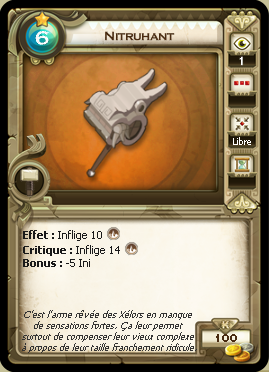 6
NITRUHANT
1
Libre
Effet : Inflige 10
Critique : Inflige 14
Bonus : -5 Ini
C'est l'arme rêvée des Xélors en manque
de sensations fortes. Ça leur permet
surtout de compenser leur vieux complexe
à propos de leur taille franchement ridicule
K
100